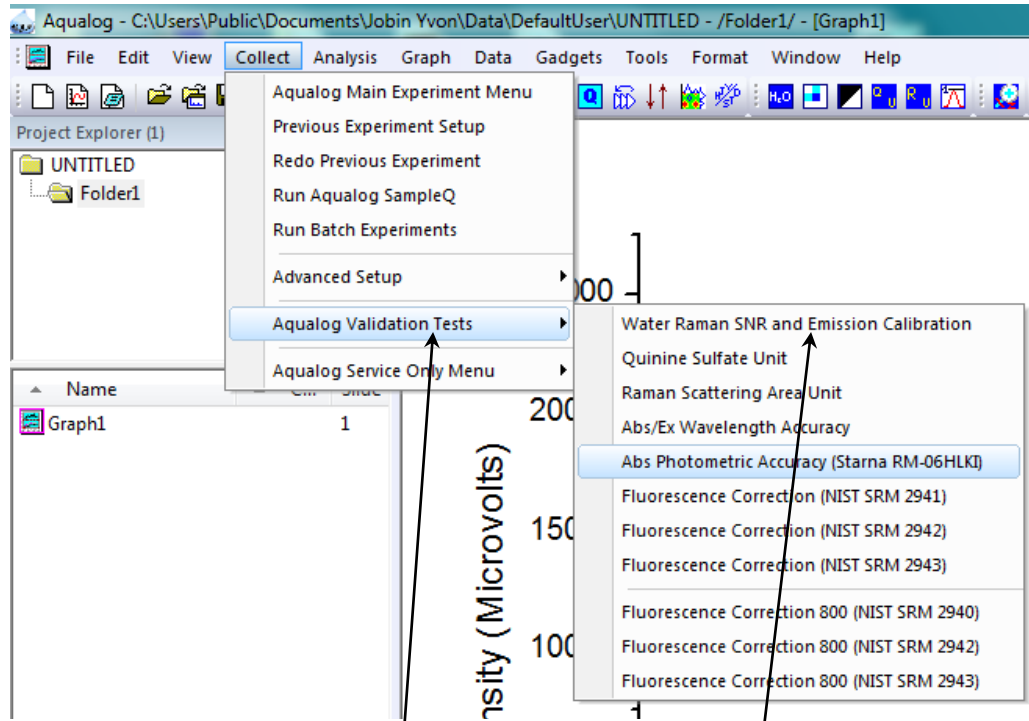 Aqualog - C:\Users\Public\Documents\Jobin Yvon\Data\DefaultUser\UNTITLED - /Folder1/ - [Graph1]
File Edit View Collect Analysis Graph Data Gadgets Tools Format Window Help
Project Explorer (1)
UNTITLED
Folder1
Aqualog Main Experiment Menu
Previous Experiment Setup
Redo Previous Experiment
Run Aqualog SampleQ
Run Batch Experiments
Advanced Setup
Aqualog Validation Tests
Aqualog Service Only Menu
Water Raman SNR and Emission Calibration
Quinine Sulfate Unit
Raman Scattering Area Unit
Abs/Ex Wavelength Accuracy
Abs Photometric Accuracy (Starna RM-06HLKI)
Fluorescence Correction (NIST SRM 2941)
Fluorescence Correction (NIST SRM 2942)
Fluorescence Correction (NIST SRM 2943)
Fluorescence Correction 800 (NIST SRM 2940)
Fluorescence Correction 800 (NIST SRM 2942)
Fluorescence Correction 800 (NIST SRM 2943)
Name
Graph1 1
000
200
150
100
nsity (Microvolts)